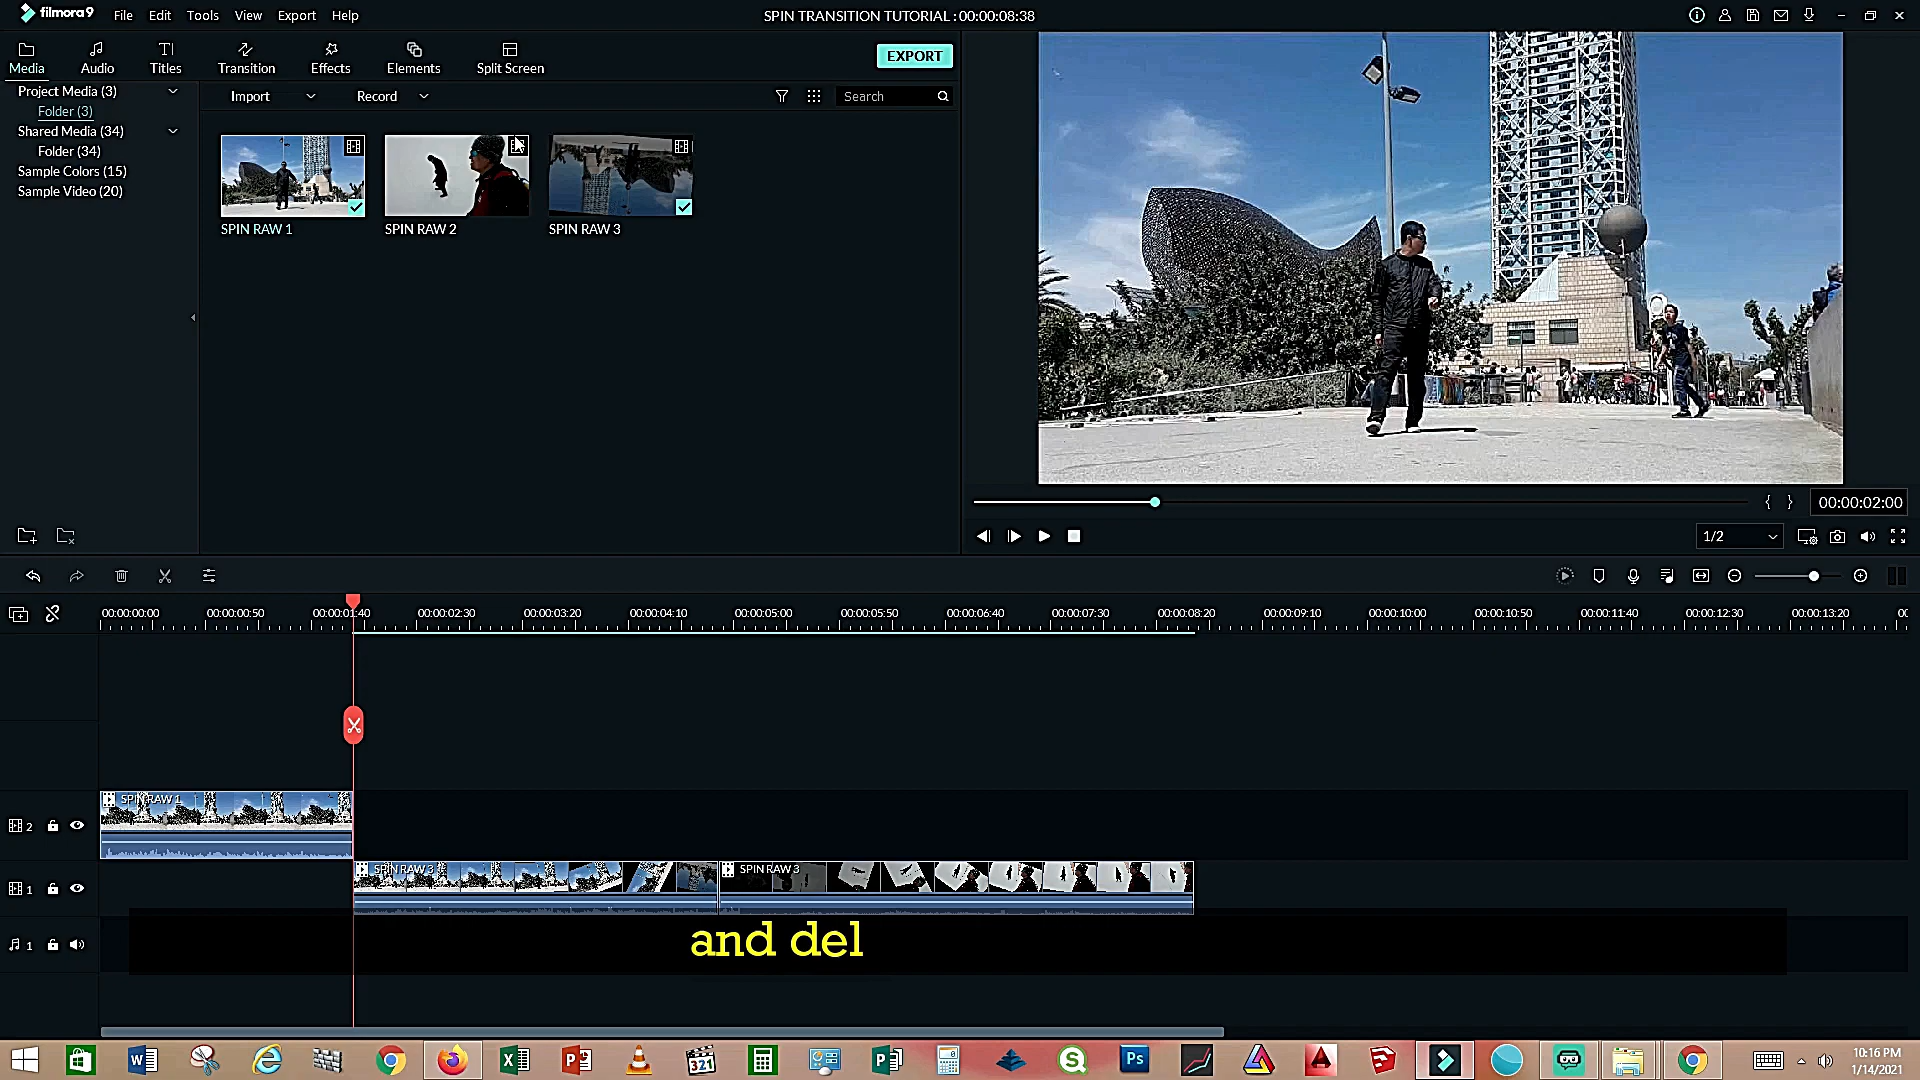 filmora9 File Edit Tools View Export Help SPIN TRANSITION TUTORIAL : 00:00:08:38
Media Audio Titles Transition Effects Elements Split Screen EXPORT
Project Media (3) Import Record Search
Folder (3)
Shared Media (34)
Folder (34)
Sample Colors (15)
Sample Video (20)
SPIN RAW 1 SPIN RAW 2 SPIN RAW 3
{ } 00:00:02:00
1/2
00:00:00:00 00:00:00:50 00:00:01:40 00:00:02:30 00:00:03:20 00:00:04:10 00:00:05:00 00:00:05:50 00:00:06:40 00:00:07:30 00:00:08:20 00:00:09:10 00:00:10:00 00:00:10:50 00:00:11:40 00:00:12:30 00:00:13:20
SPIN RAW 1
2
SPIN RAW 3 SPIN RAW 3
1
1
and del
321
Ps
10:16 PM
1/14/2021